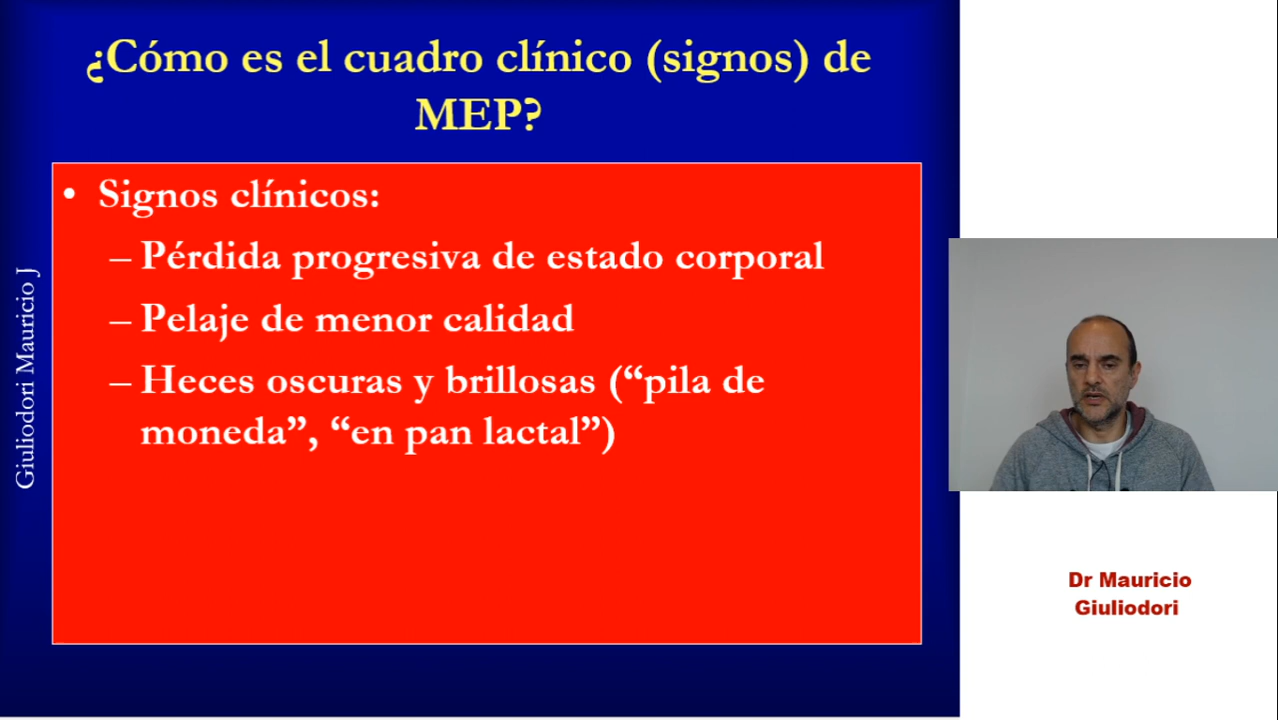 ¿Cómo es el cuadro clínico (signos) de
MEP?
• Signos clínicos:
– Pérdida progresiva de estado corporal
– Pelaje de menor calidad
– Heces oscuras y brillosas (“pila de
moneda”, “en pan lactal”)
Giuliodori Mauricio J
Dr Mauricio
Giuliodori